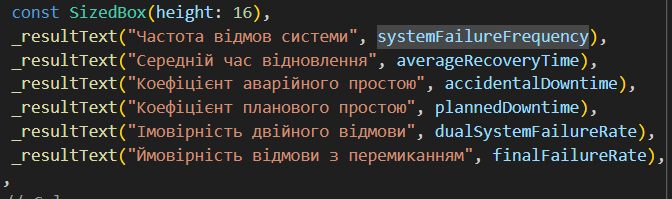 const SizedBox(height: 16),
_resultText("Частота відмов системи", systemFailureFrequency),
_resultText("Середній час відновлення", averageRecoveryTime),
_resultText("Коефіцієнт аварійного простою", accidentalDowntime),
_resultText("Коефіцієнт планового простою", plannedDowntime),
_resultText("Імовірність двійного відмови", dualSystemFailureRate),
_resultText("Ймовірність відмови з перемиканням", finalFailureRate),
,